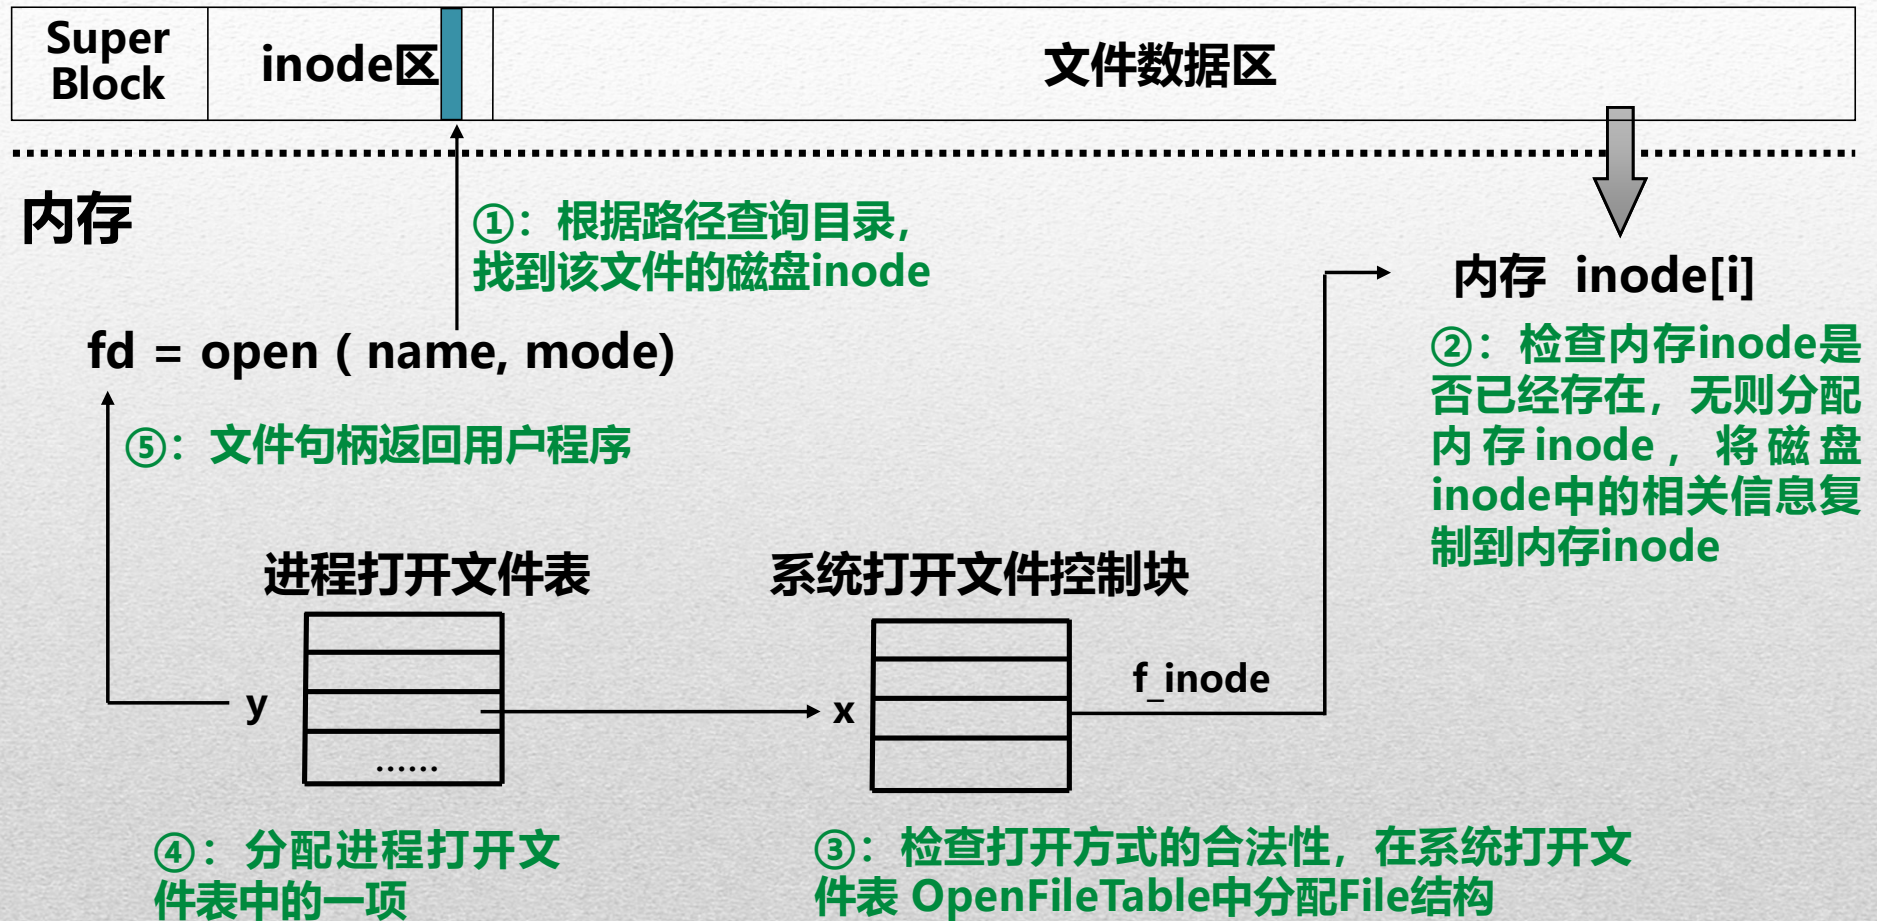 Super
Block
inode区
文件数据区
内存
①：根据路径查询目录，
找到该文件的磁盘inode
内存 inode[i]
fd = open ( name, mode)
②：检查内存inode是
否已经存在，无则分配
内存inode，将磁盘
inode中的相关信息复
制到内存inode
⑤：文件句柄返回用户程序
进程打开文件表
系统打开文件控制块
f_inode
y
x
......
④：分配进程打开文
件表中的一项
③：检查打开方式的合法性，在系统打开文
件表 OpenFileTable中分配File结构